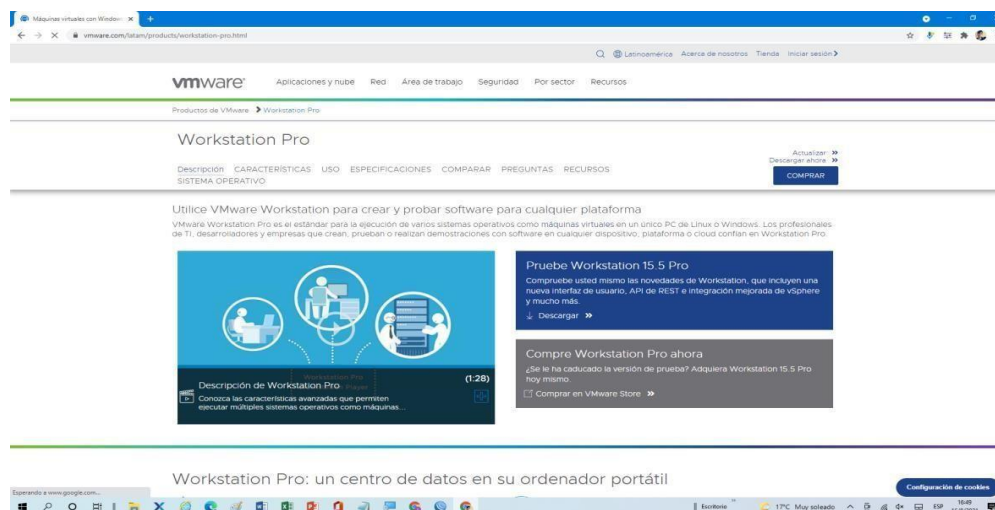 Máquinas virtuales con Window
vmware.com/latam/products/workstation-pro.html
Latinoamérica Acerca de nosotros Tienda Iniciar sesión
vmware Aplicaciones y nube Red Área de trabajo Seguridad Por sector Recursos
Productos de VMware Workstation Pro
Workstation Pro
Actualizar
Descargar ahora
COMPRAR
Descripción CARACTERÍSTICAS USO ESPECIFICACIONES COMPARAR PREGUNTAS RECURSOS
SISTEMA OPERATIVO
Utilice VMware Workstation para crear y probar software para cualquier plataforma
VMware Workstation Pro es el estándar para la ejecución de varios sistemas operativos como máquinas virtuales en un único PC de Linux o Windows. Los profesionales
de TI, desarrolladores y empresas que crean, prueban o realizan demostraciones con software en cualquier dispositivo, plataforma o cloud confían en Workstation Pro.
Workstation Pro
Player
Descripción de Workstation Pro (1:28)
Conozca las características avanzadas que permiten
ejecutar múltiples sistemas operativos como máquinas...
Pruebe Workstation 15.5 Pro
Compruebe usted mismo las novedades de Workstation, que incluyen una
nueva interfaz de usuario, API de REST e integración mejorada de vSphere
y mucho más.
Descargar
Compre Workstation Pro ahora
¿Se le ha caducado la versión de prueba? Adquiera Workstation 15.5 Pro
hoy mismo.
Comprar en VMware Store
Workstation Pro: un centro de datos en su ordenador portátil
Configuración de cookies
Esperando a www.google.com...
Escritorio 17°C Muy soleado ESP 16:49